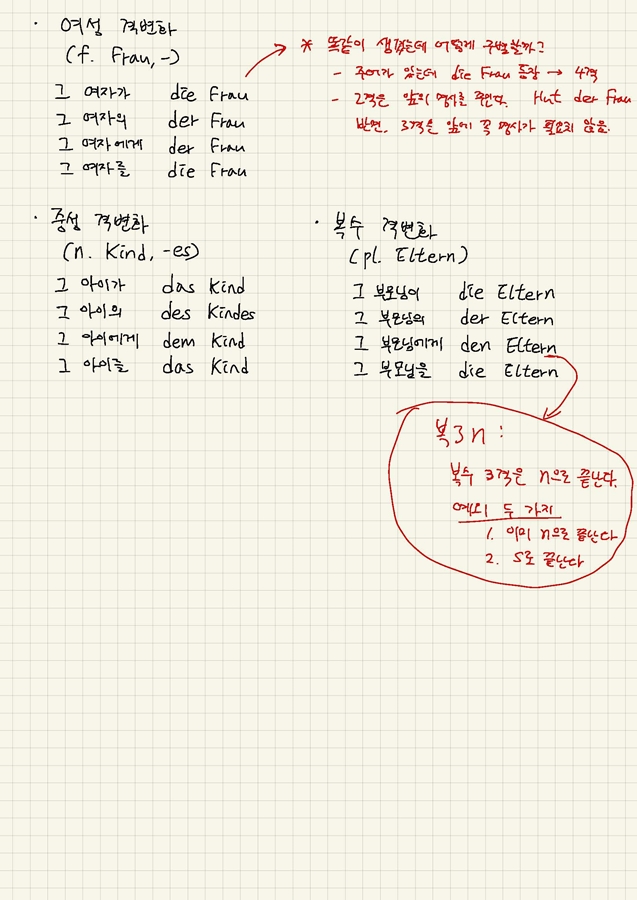 · 여성 격변화
(f. Frau, -)
그 여자가 die Frau
그 여자의 der Frau
그 여자에게 der Frau
그 여자를 die Frau
* 똑같이 생겼는데 어떻게 구별할까?
- 주어가 있는데 die Frau 등장 → 4격
- 2격은 앞의 명사를 꾸민다. Hut der Frau
반면, 3격은 앞에 꼭 명사가 필요치 않음.
· 중성 격변화
(n. Kind, -es)
그 아이가 das Kind
그 아이의 des Kindes
그 아이에게 dem Kind
그 아이를 das Kind
· 복수 격변화
(pl. Eltern)
그 부모님이 die Eltern
그 부모님의 der Eltern
그 부모님에게 den Eltern
그 부모님을 die Eltern
복3n :
복수 3격은 n으로 끝난다.
예외 두 가지
1. 이미 n으로 끝난다
2. S로 끝난다